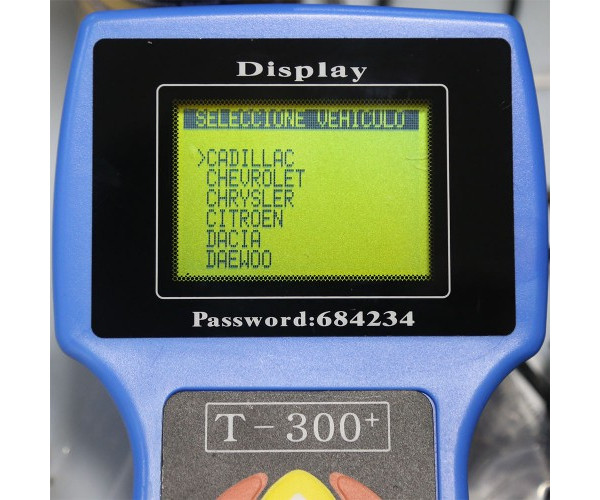 Display
SELECCIONE VEHICULO
>CADILLAC
CHEVROLET
CHRYSLER
CITROEN
DACIA
DAEWOO
Password:684234
T-300+